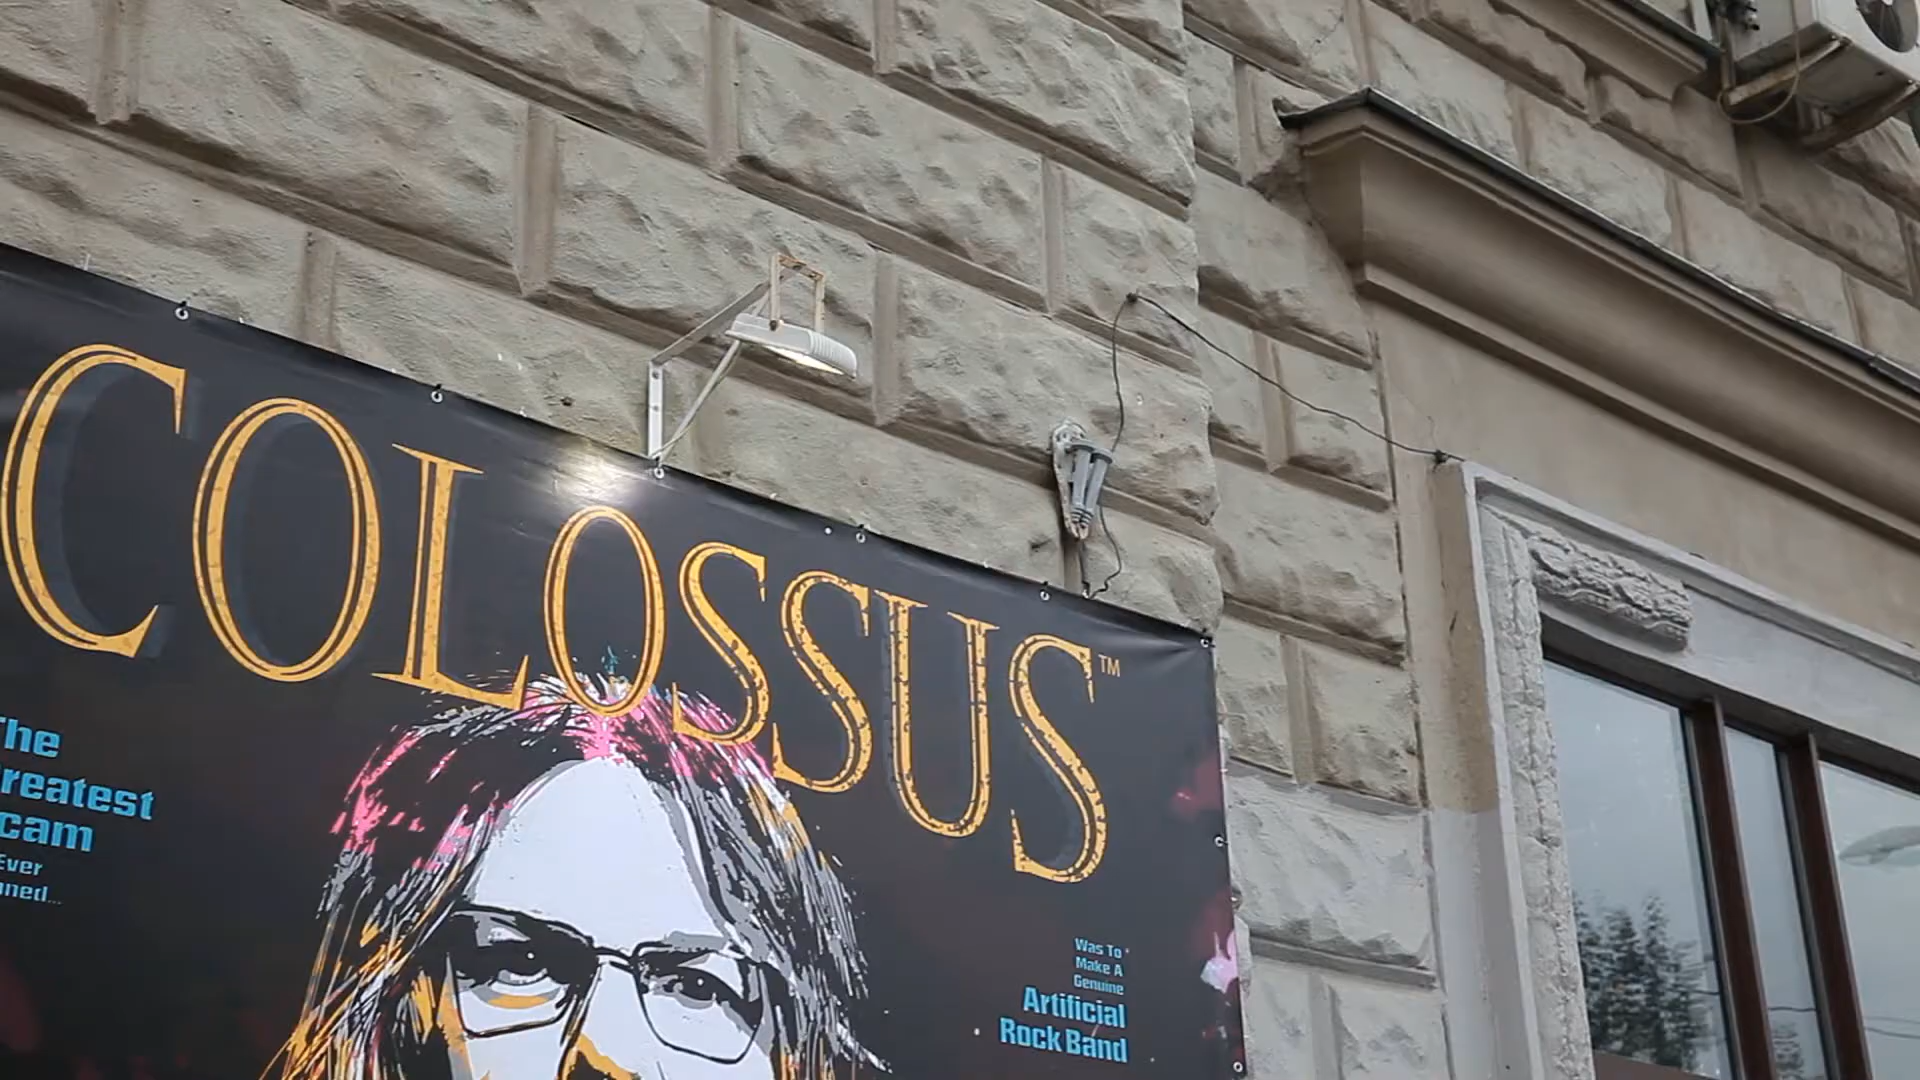 COLOSSUS™
The
reatest
cam
Ever
ned...
Was To
Make A
Genuine
Artificial
Rock Band